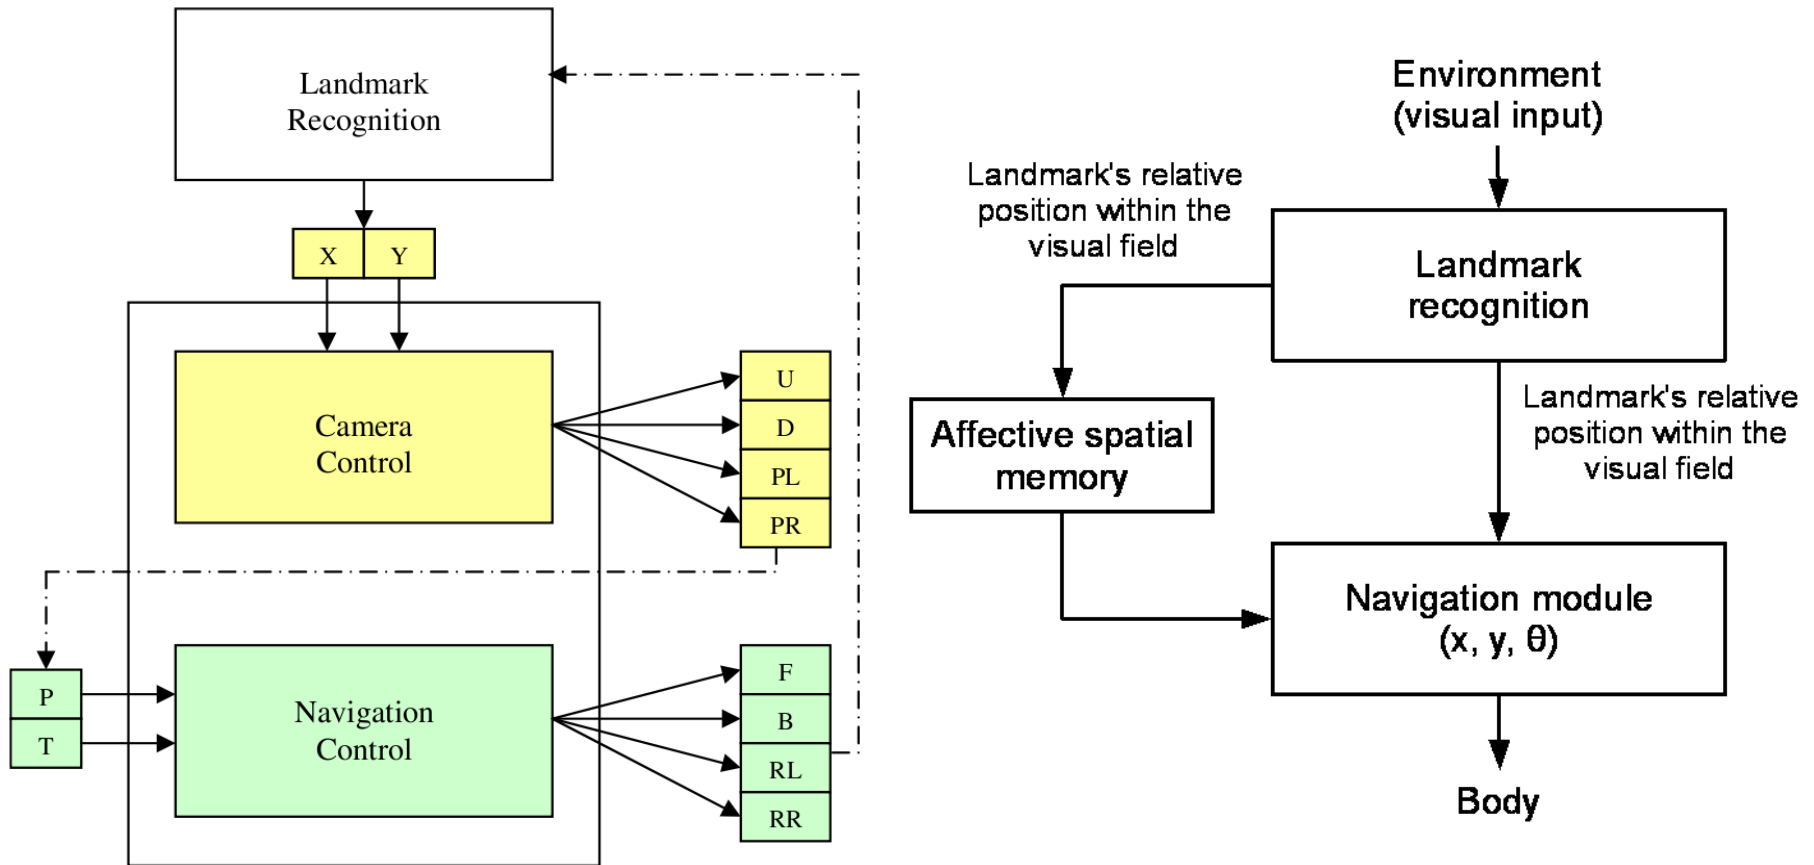 Landmark
Recognition
X
Y
Camera
Control
U
D
PL
PR
P
T
Navigation
Control
F
B
RL
RR
Environment
(visual input)
Landmark's relative
position within the
visual field
Landmark
recognition
Affective spatial
memory
Landmark's relative
position within the
visual field
Navigation module
(x, y, θ)
Body